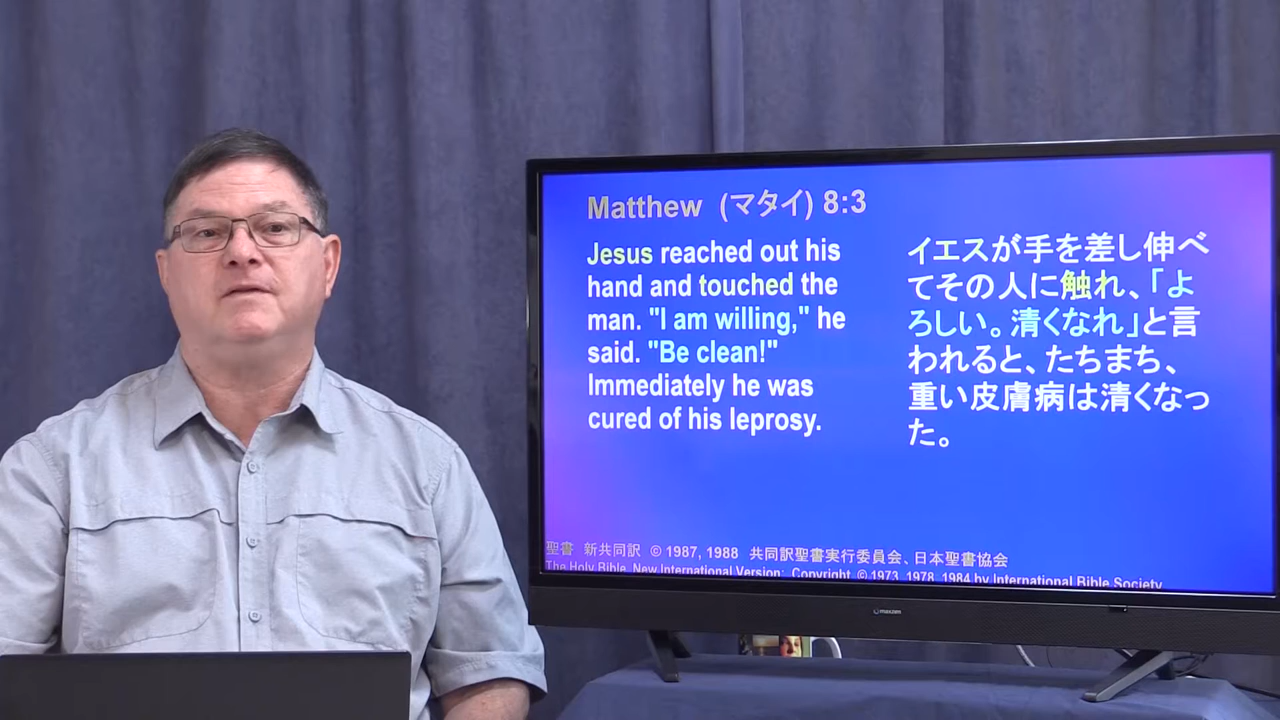 Matthew (マタイ) 8:3
Jesus reached out his
hand and touched the
man. "I am willing," he
said. "Be clean!"
Immediately he was
cured of his leprosy.
イエスが手を差し伸べ
てその人に触れ、「よ
ろしい。清くなれ」と言
われると、たちまち、
重い皮膚病は清くなっ
た。
聖書 新共同訳 © 1987, 1988 共同訳聖書実行委員会、日本聖書協会
The Holy Bible, New International Version; Copyright © 1973, 1978, 1984 by International Bible Society
maxzen